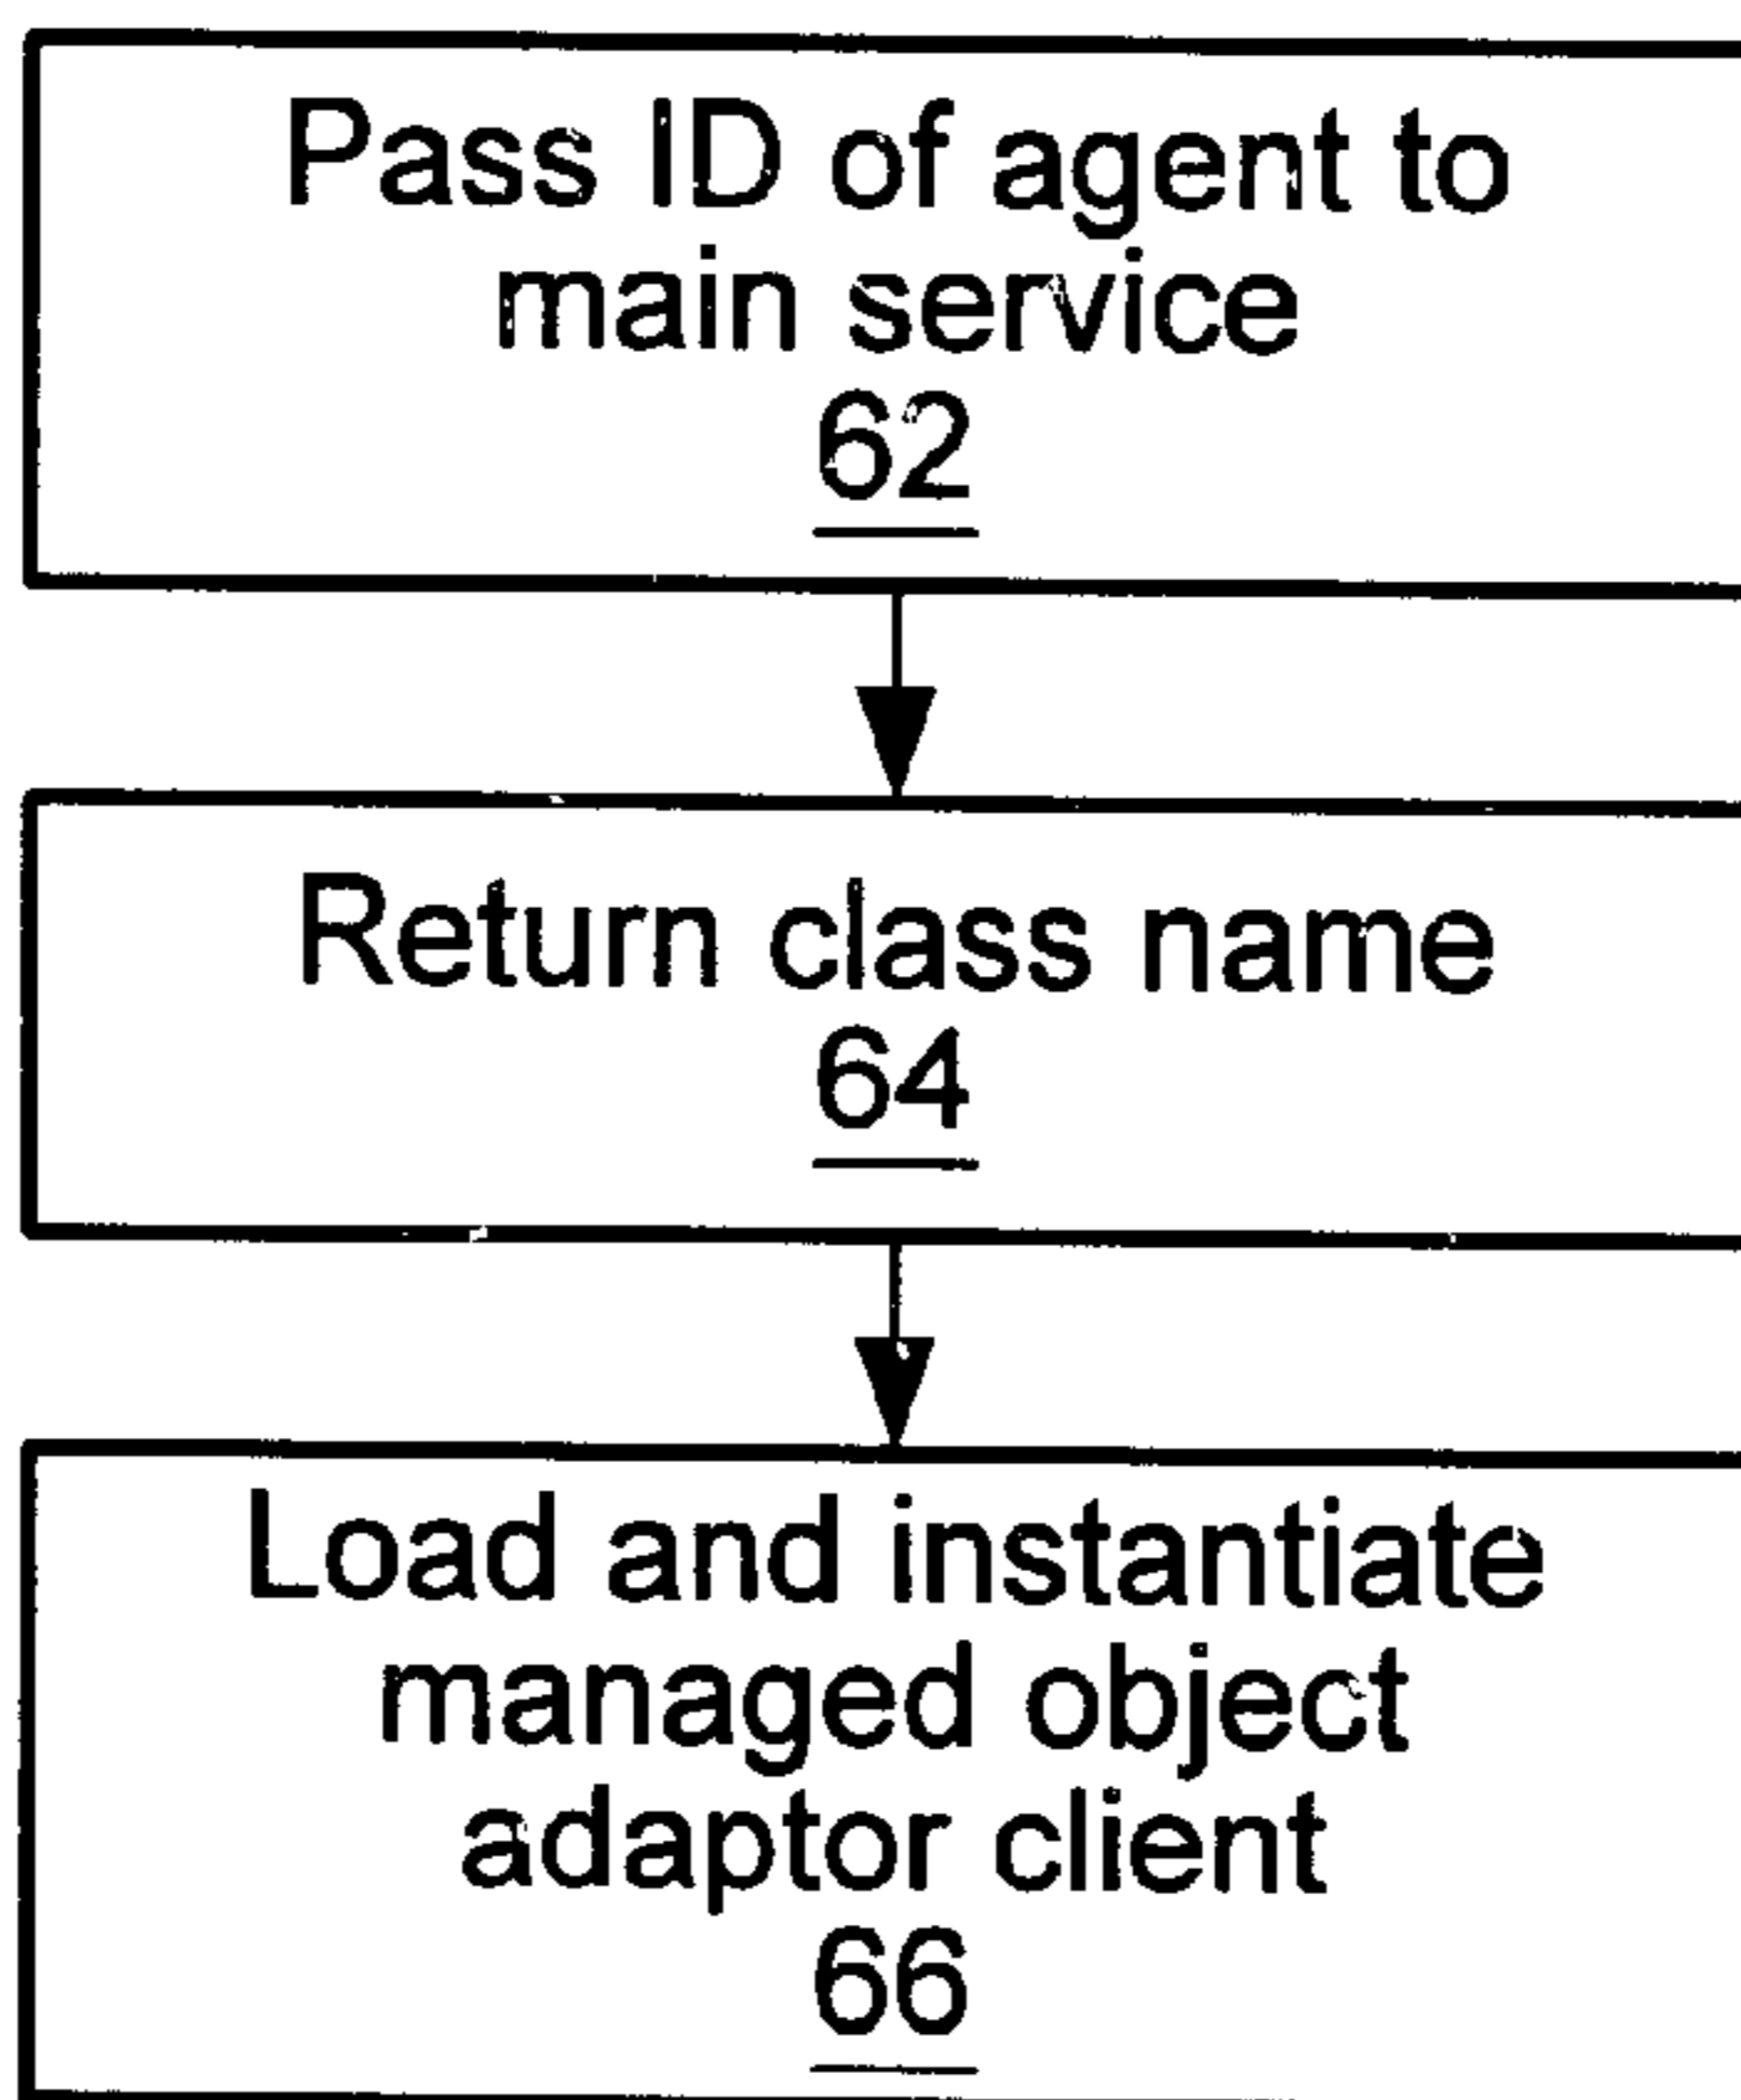 Pass ID of agent to
main service
62
Return class name
64
Load and instantiate
managed object
adaptor client
66